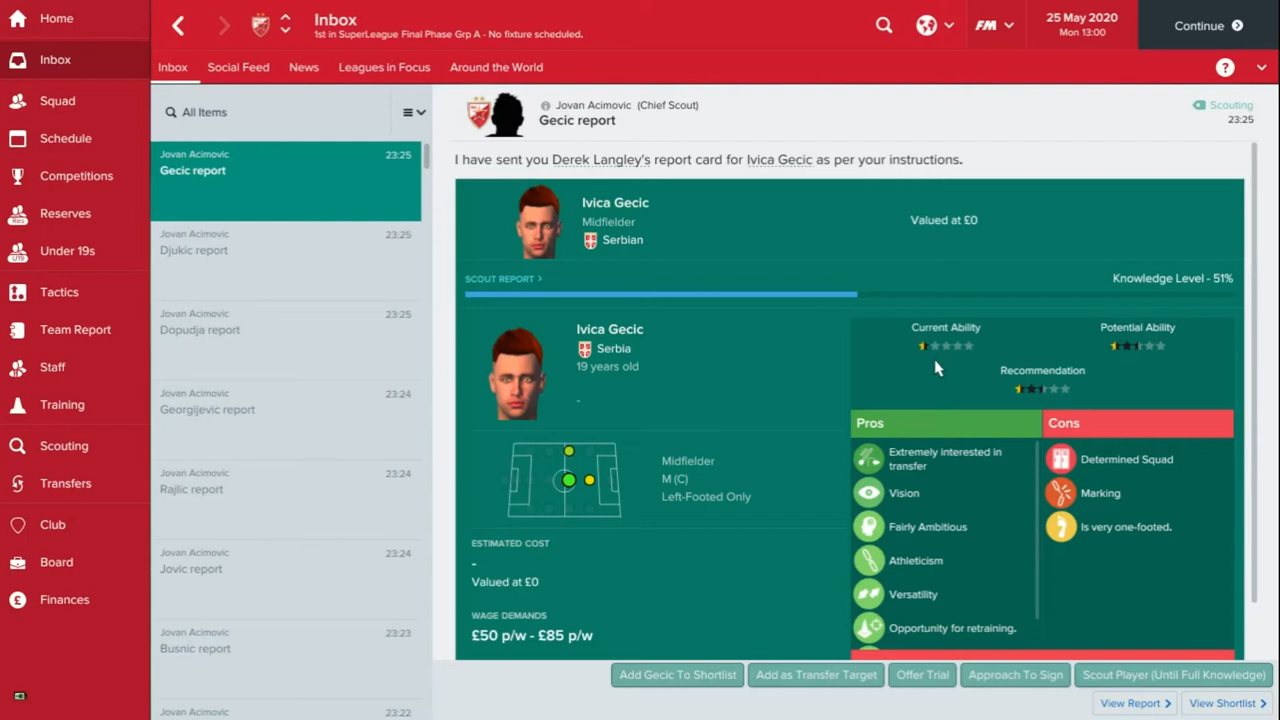 Home
Inbox
Squad
Schedule
Competitions
Reserves
Under 19s
Tactics
Team Report
Staff
Training
Scouting
Transfers
Club
Board
Finances
Inbox
1st in SuperLeague Final Phase Grp A - No fixture scheduled.
FM
25 May 2020
Mon 13:00
Continue
Inbox
Social Feed
News
Leagues in Focus
Around the World
?
All Items
Jovan Acimovic 23:25
Gecic report
Jovan Acimovic 23:25
Djukic report
Jovan Acimovic 23:25
Dopudja report
Jovan Acimovic 23:24
Georgijevic report
Jovan Acimovic 23:24
Rajlic report
Jovan Acimovic 23:24
Jovic report
Jovan Acimovic 23:23
Busnic report
Jovan Acimovic 23:22
Jovan Acimovic (Chief Scout)
Gecic report
Scouting
23:25
I have sent you Derek Langley's report card for Ivica Gecic as per your instructions.
Ivica Gecic
Midfielder
Serbian
Valued at £0
SCOUT REPORT >
Knowledge Level - 51%
Ivica Gecic
Serbia
19 years old
-
Midfielder
M (C)
Left-Footed Only
ESTIMATED COST
-
Valued at £0
WAGE DEMANDS
£50 p/w - £85 p/w
Current Ability
Potential Ability
Recommendation
Pros
Extremely interested in
transfer
Vision
Fairly Ambitious
Athleticism
Versatility
Opportunity for retraining.
Cons
Determined Squad
Marking
Is very one-footed.
Add Gecic To Shortlist
Add as Transfer Target
Offer Trial
Approach To Sign
Scout Player (Until Full Knowledge)
View Report >
View Shortlist >